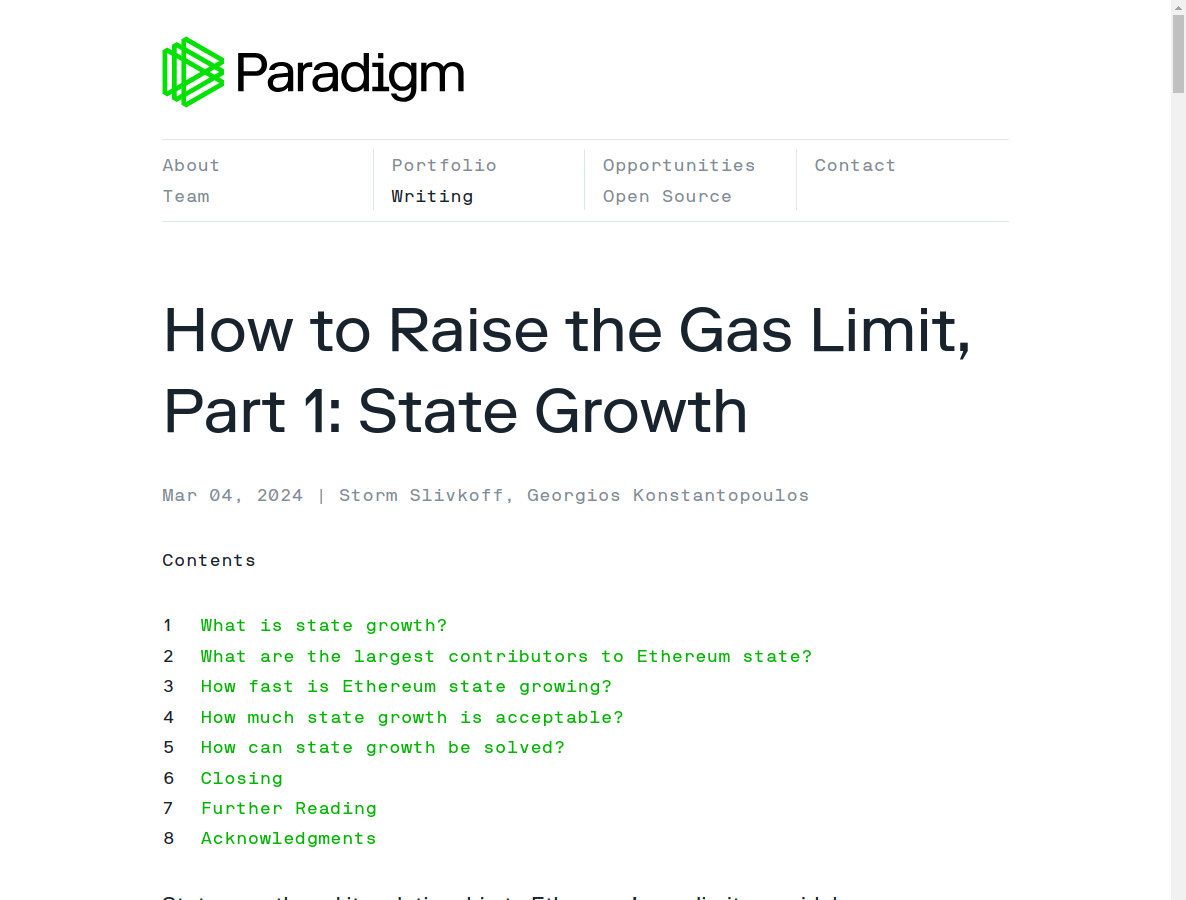 Paradigm
About
Team
Portfolio
Writing
Opportunities
Open Source
Contact
How to Raise the Gas Limit,
Part 1: State Growth
Mar 04, 2024 | Storm Slivkoff, Georgios Konstantopoulos
Contents
1 What is state growth?
2 What are the largest contributors to Ethereum state?
3 How fast is Ethereum state growing?
4 How much state growth is acceptable?
5 How can state growth be solved?
6 Closing
7 Further Reading
8 Acknowledgments